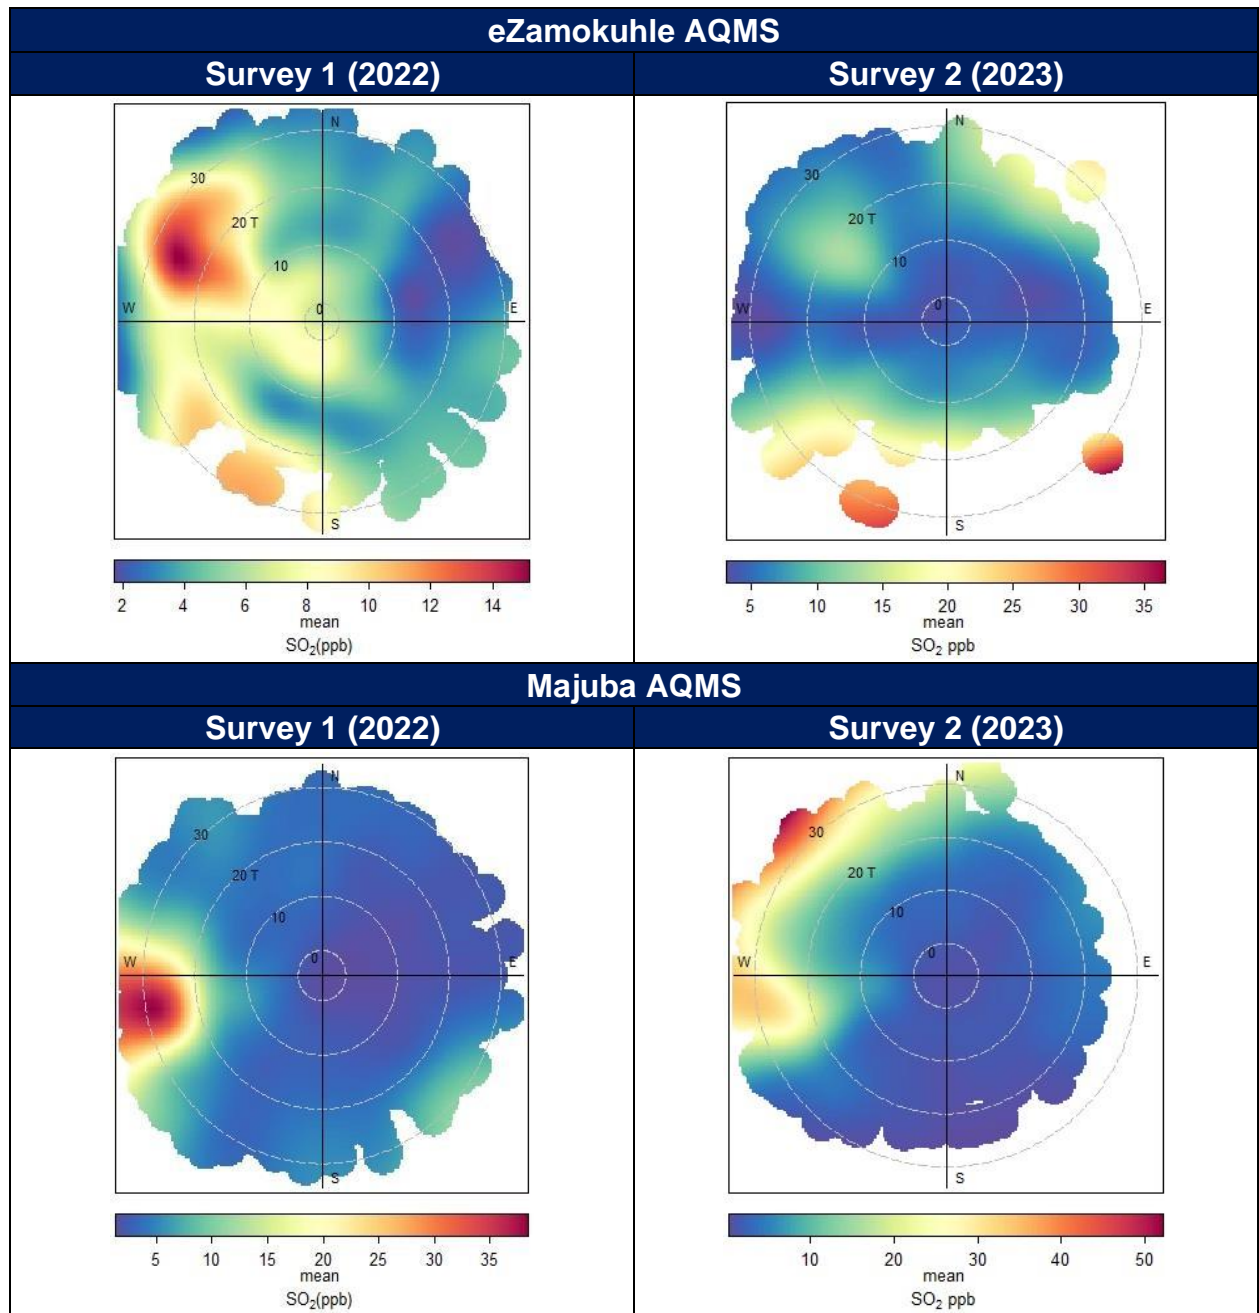 eZamokuhle AQMS
Survey 1 (2022) Survey 2 (2023)
N
30
20 T
10
0
W E
S
2 4 6 8 10 12 14
mean
SO₂(ppb)
N
30
20 T
10
0
W E
S
5 10 15 20 25 30 35
mean
SO₂ ppb
Majuba AQMS
Survey 1 (2022) Survey 2 (2023)
N
30
20 T
10
0
W E
S
5 10 15 20 25 30 35
mean
SO₂(ppb)
N
30
20 T
10
0
W E
S
10 20 30 40 50
mean
SO₂ ppb